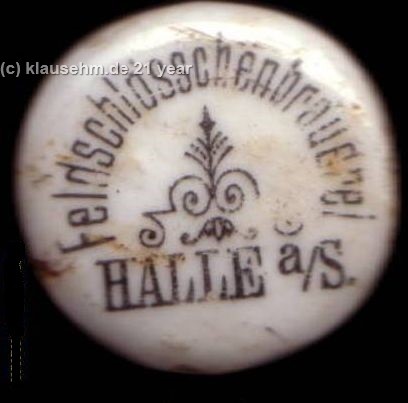 (c) klausehm.de 21 year
Feldschlösschenbrauerei
HALLE a/S.